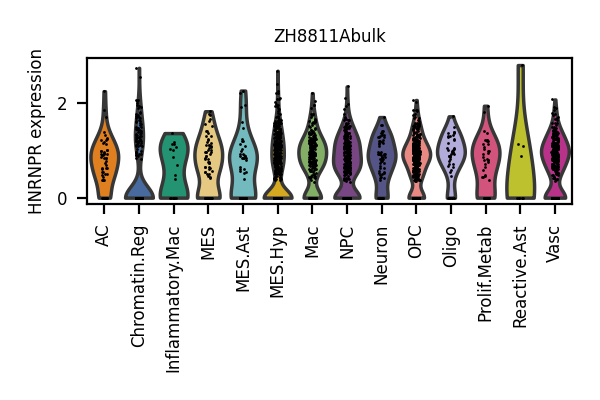 ZH8811Abulk
HNRNPR expression
2
0
AC
Chromatin.Reg
Inflammatory.Mac
MES
MES.Ast
MES.Hyp
Mac
NPC
Neuron
OPC
Oligo
Prolif.Metab
Reactive.Ast
Vasc